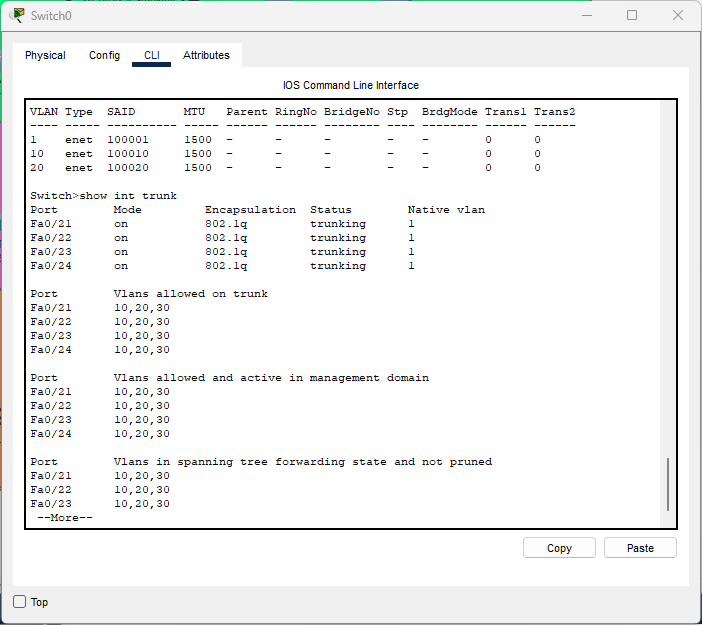 Switch0
Physical Config CLI Attributes
IOS Command Line Interface
VLAN Type  SAID       MTU   Parent RingNo BridgeNo Stp  BrdgMode Trans1 Trans2
---- ----- ---------- ----- ------ ------ -------- ---- -------- ------ ------
1    enet  100001     1500  -      -      -        -    -        0      0
10   enet  100010     1500  -      -      -        -    -        0      0
20   enet  100020     1500  -      -      -        -    -        0      0
Switch>show int trunk
Port        Mode         Encapsulation  Status        Native vlan
Fa0/21      on           802.1q         trunking      1
Fa0/22      on           802.1q         trunking      1
Fa0/23      on           802.1q         trunking      1
Fa0/24      on           802.1q         trunking      1
Port        Vlans allowed on trunk
Fa0/21      10,20,30
Fa0/22      10,20,30
Fa0/23      10,20,30
Fa0/24      10,20,30
Port        Vlans allowed and active in management domain
Fa0/21      10,20,30
Fa0/22      10,20,30
Fa0/23      10,20,30
Fa0/24      10,20,30
Port        Vlans in spanning tree forwarding state and not pruned
Fa0/21      10,20,30
Fa0/22      10,20,30
Fa0/23      10,20,30
--More--
Copy Paste
Top